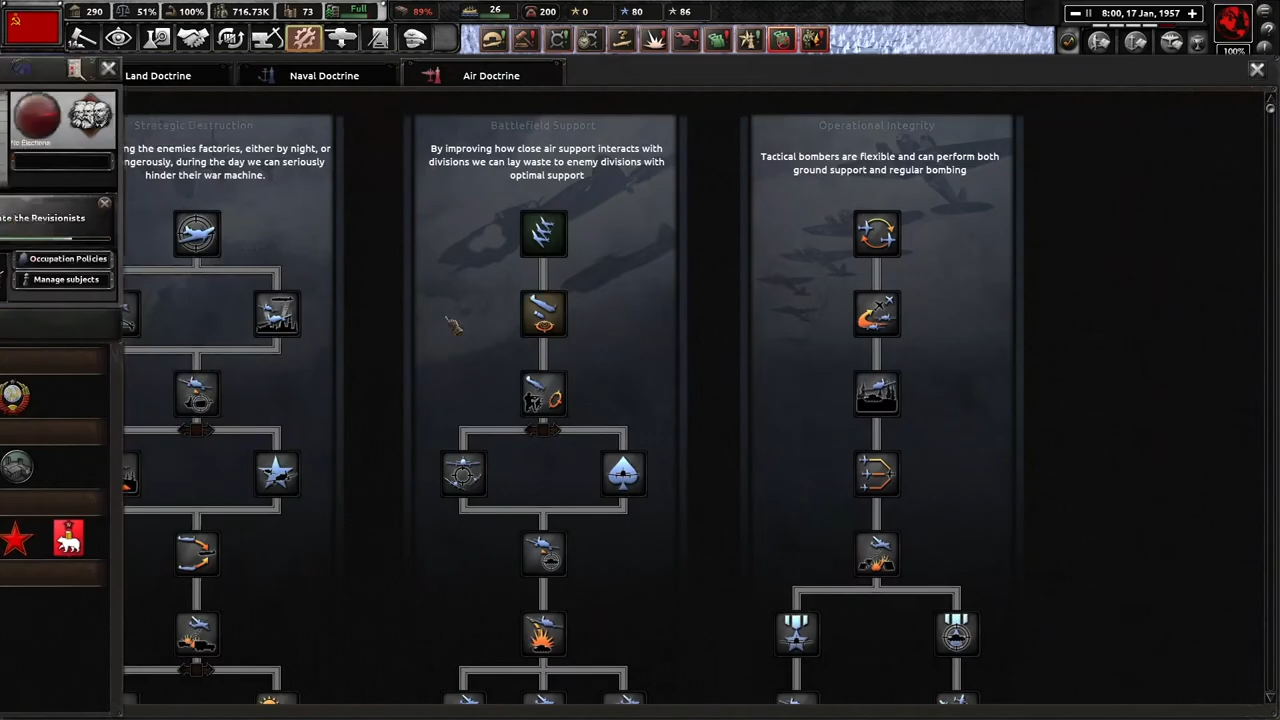 290
51%
100%
716.73K
73
Full
89%
26
200
0
80
86
8:00, 17 Jan, 1957
100%
Land Doctrine
Naval Doctrine
Air Doctrine
Strategic Destruction
ng the enemies factories, either by night, or
ngerously, during the day we can seriously
hinder their war machine.
Battlefield Support
By improving how close air support interacts with
divisions we can lay waste to enemy divisions with
optimal support
Operational Integrity
Tactical bombers are flexible and can perform both
ground support and regular bombing
No Elections
te the Revisionists
Occupation Policies
Manage subjects